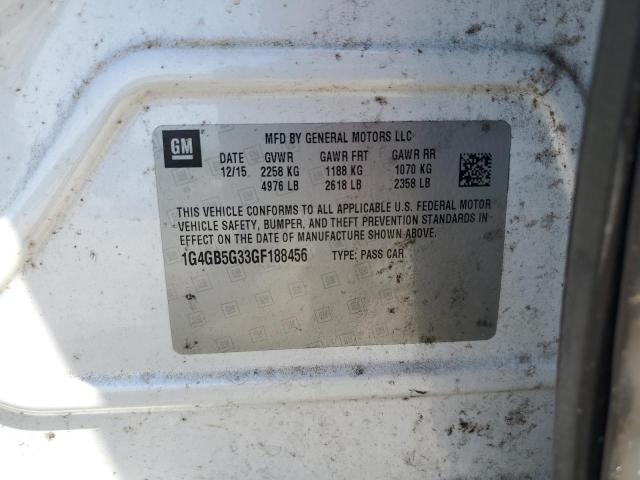 GM
MFD BY GENERAL MOTORS LLC
DATE GVWR GAWR FRT GAWR RR
12/15 2258 KG 1188 KG 1070 KG
4976 LB 2618 LB 2358 LB
THIS VEHICLE CONFORMS TO ALL APPLICABLE U.S. FEDERAL MOTOR
VEHICLE SAFETY, BUMPER, AND THEFT PREVENTION STANDARDS IN
EFFECT ON THE DATE OF MANUFACTURE SHOWN ABOVE.
1G4GB5G33GF188456 TYPE: PASS CAR